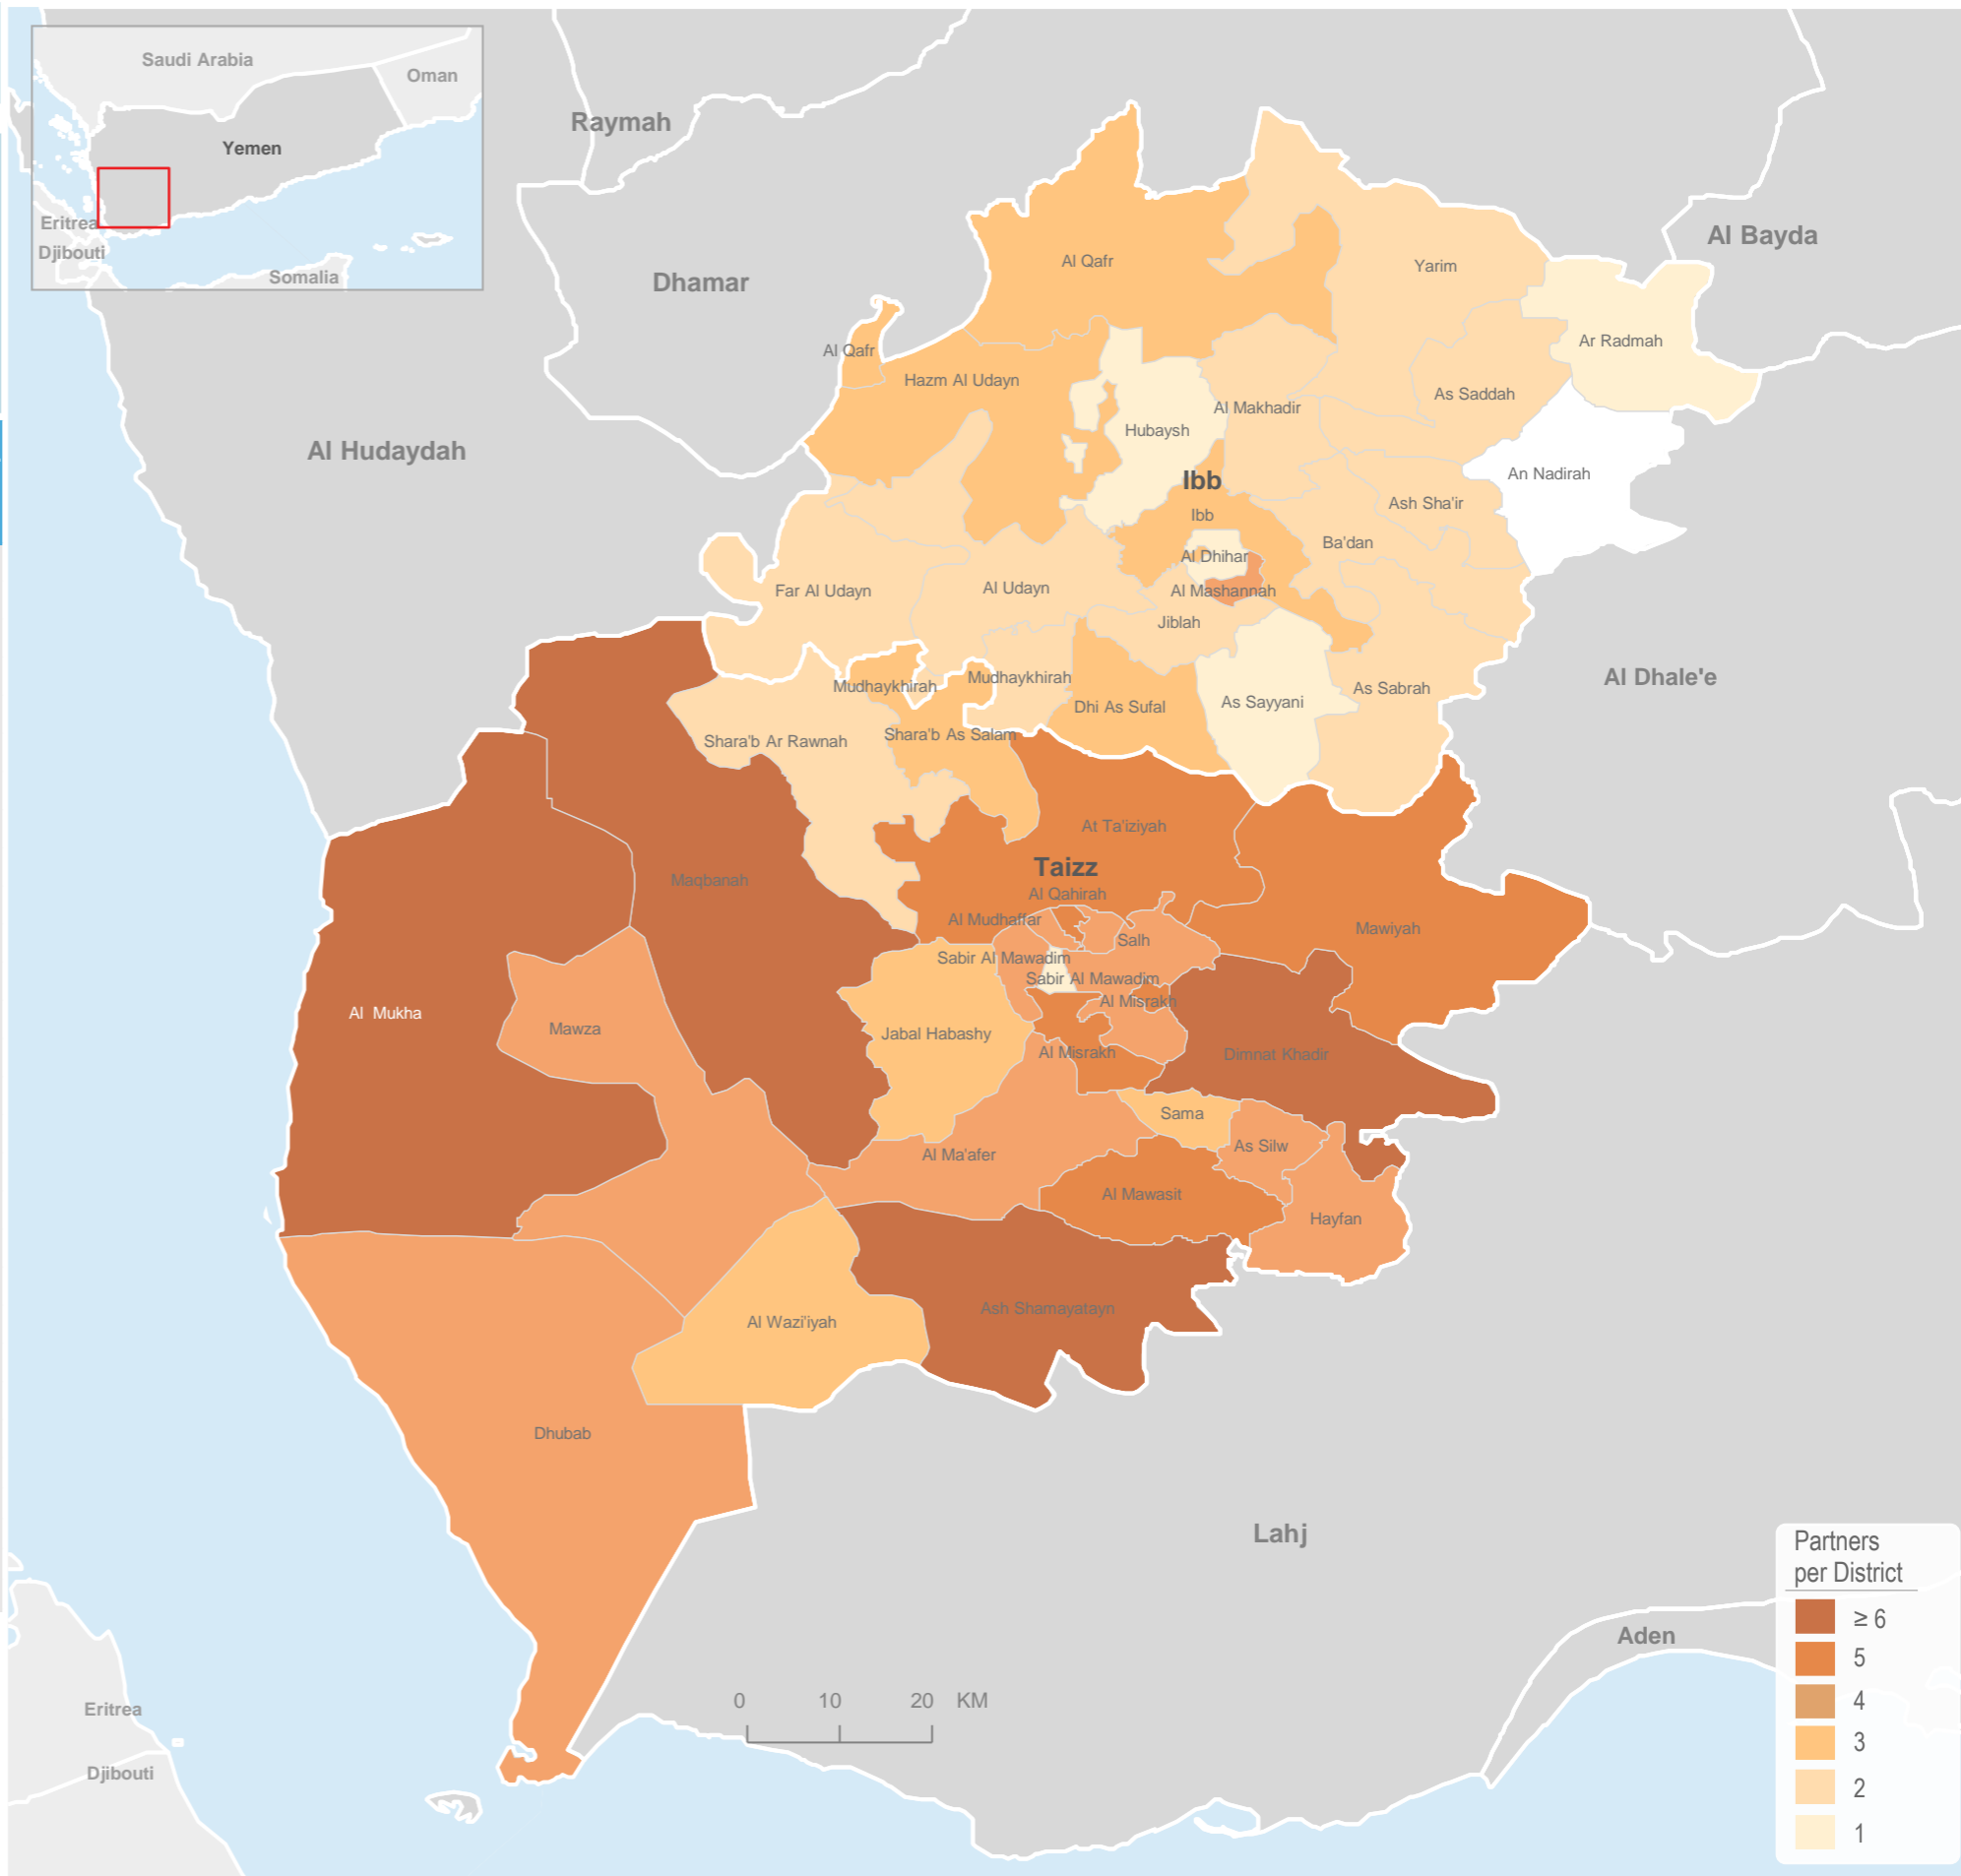 Saudi Arabia
Oman
Yemen
Eritrea
Djibouti
Somalia
Raymah
Al Bayda
Dhamar
Al Qafr
Yarim
Ar Radmah
Al Qafr
Hazm Al Udayn
As Saddah
Al Makhadir
Hubaysh
Al Hudaydah
An Nadirah
Ibb
Ash Sha'ir
Ibb
Ba'dan
Al Dhihar
Far Al Udayn
Al Udayn
Al Mashannah
Jiblah
Mudhaykhirah
Mudhaykhirah
Al Dhale'e
As Sabrah
As Sayyani
Dhi As Sufal
Shara'b Ar Rawnah
Shara'b As Salam
At Ta'iziyah
Taizz
Maqbanah
Al Qahirah
Al Mudhaffar
Mawiyah
Salh
Sabir Al Mawadim
Sabir Al Mawadim
Al Misrakh
Al Mukha
Mawza
Jabal Habashy
Al Misrakh
Dimnat Khadir
Sama
As Silw
Al Ma'afer
Al Mawasit
Hayfan
Ash Shamayatayn
Al Wazi'iyah
Dhubab
Lahj
Partners
per District
≥ 6
5
4
3
2
1
Aden
0 10 20 KM
Eritrea
Djibouti